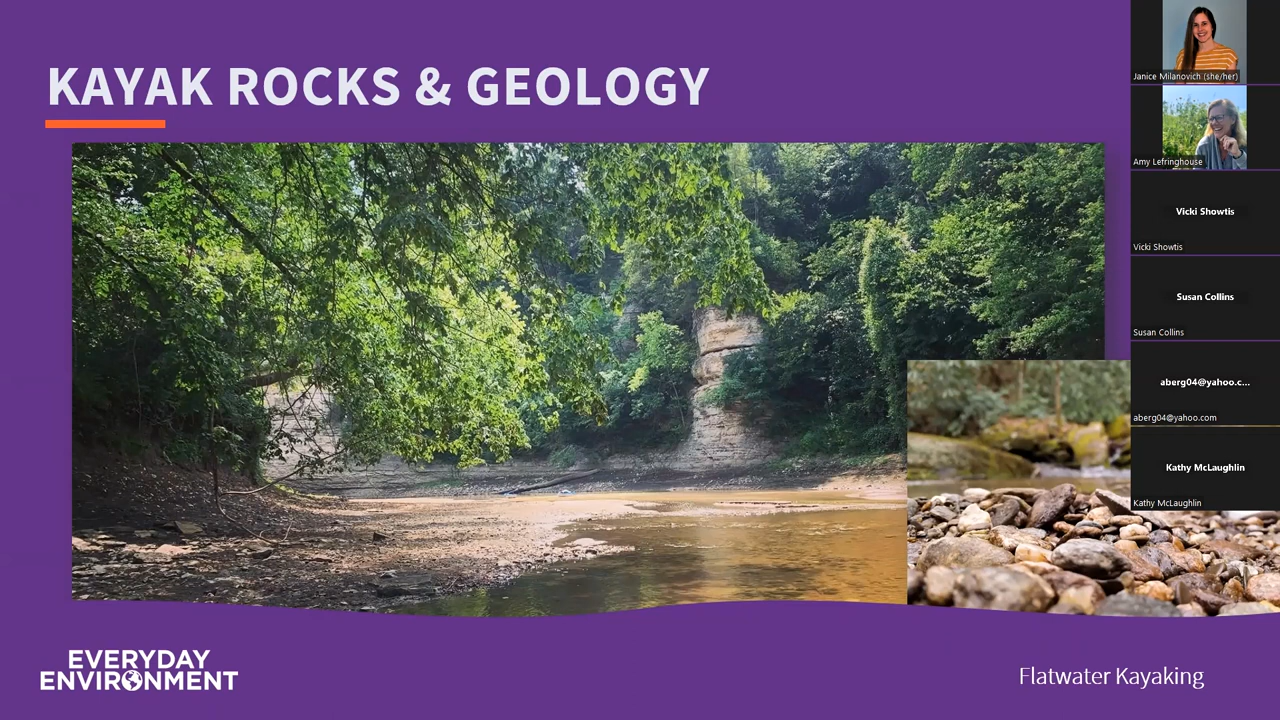 KAYAK ROCKS & GEOLOGY
EVERYDAY
ENVIRONMENT
Flatwater Kayaking
Janice Milanovich (she/her)
Amy Lefringhouse
Vicki Showtis
Vicki Showtis
Susan Collins
Susan Collins
aberg04@yahoo.c...
aberg04@yahoo.com
Kathy McLaughlin
Kathy McLaughlin